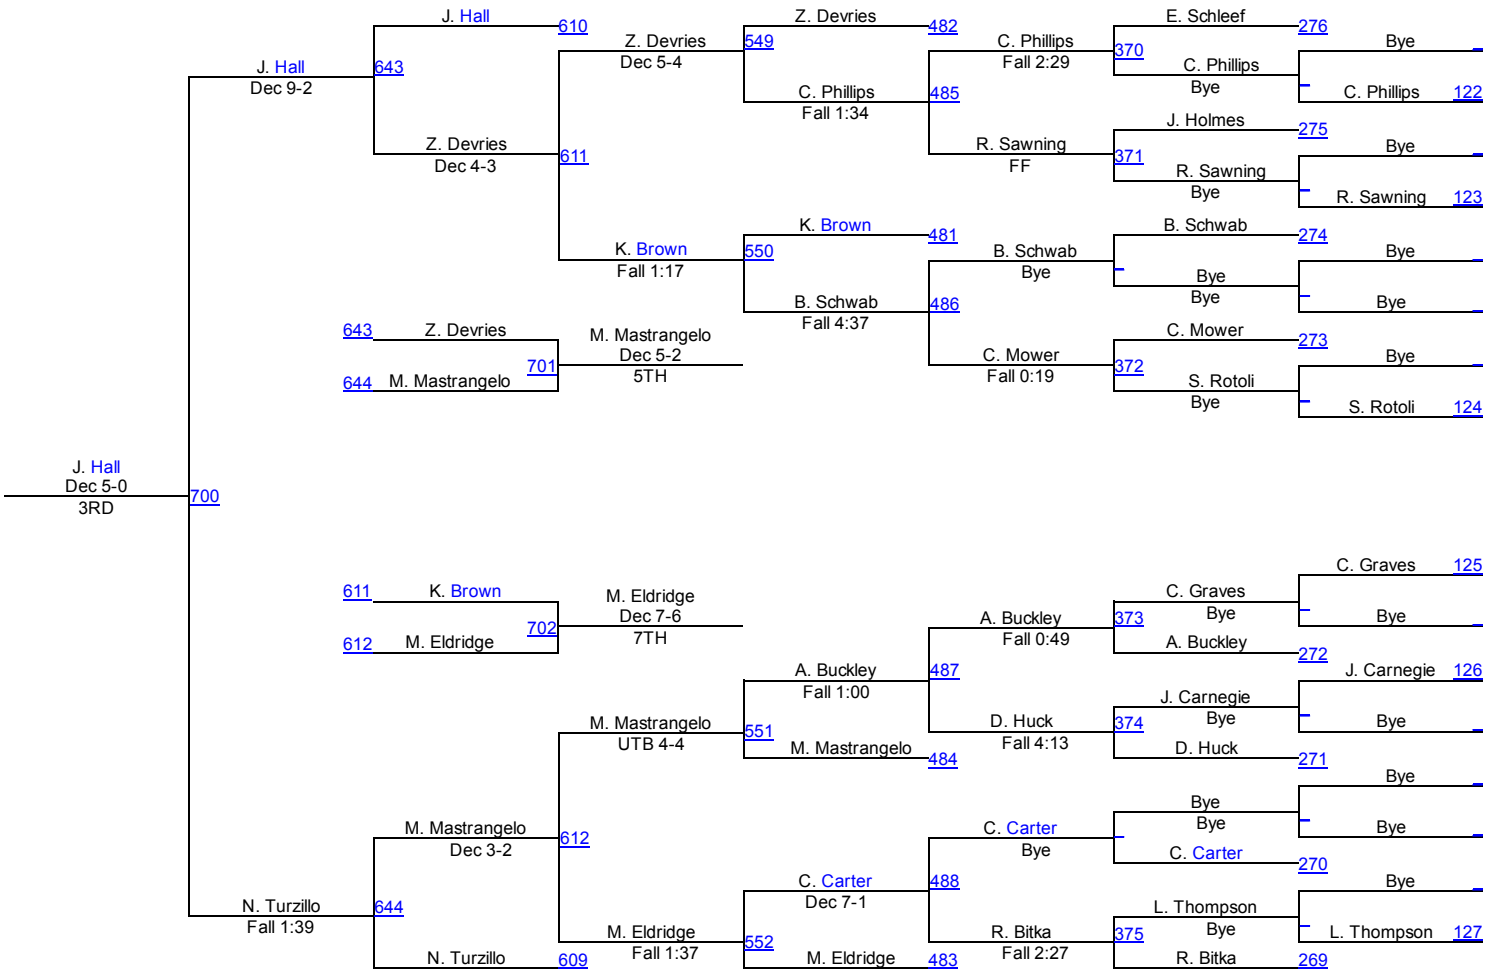 J. Hall 610
Z. Devries 482
E. Schleef 276
Z. Devries 549
Dec 5-4
C. Phillips 370
Fall 2:29
Bye
J. Hall 643
Dec 9-2
C. Phillips
Bye
C. Phillips 485
Fall 1:34
C. Phillips 122
J. Holmes 275
Z. Devries 611
Dec 4-3
R. Sawning 371
FF
Bye
R. Sawning
Bye
R. Sawning 123
K. Brown 481
B. Schwab 274
K. Brown 550
Fall 1:17
B. Schwab
Bye
Bye
Bye
Bye
B. Schwab 486
Fall 4:37
Bye
643 Z. Devries
C. Mower 273
M. Mastrangelo
Dec 5-2
5TH
701
C. Mower 372
Fall 0:19
Bye
644 M. Mastrangelo
S. Rotoli
Bye
S. Rotoli 124
J. Hall
Dec 5-0
3RD
700
C. Graves 125
611 K. Brown
C. Graves
Bye
M. Eldridge
Dec 7-6
7TH
702
A. Buckley 373
Fall 0:49
Bye
612 M. Eldridge
A. Buckley 272
A. Buckley 487
Fall 1:00
J. Carnegie 126
J. Carnegie
Bye
M. Mastrangelo 551
UTB 4-4
D. Huck 374
Fall 4:13
Bye
M. Mastrangelo 484
D. Huck 271
Bye
Bye
Bye
M. Mastrangelo 612
Dec 3-2
C. Carter
Bye
Bye
C. Carter 270
C. Carter 488
Dec 7-1
Bye
N. Turzillo 644
Fall 1:39
L. Thompson
Bye
M. Eldridge 552
Fall 1:37
R. Bitka 375
Fall 2:27
L. Thompson 127
N. Turzillo 609
M. Eldridge 483
R. Bitka 269